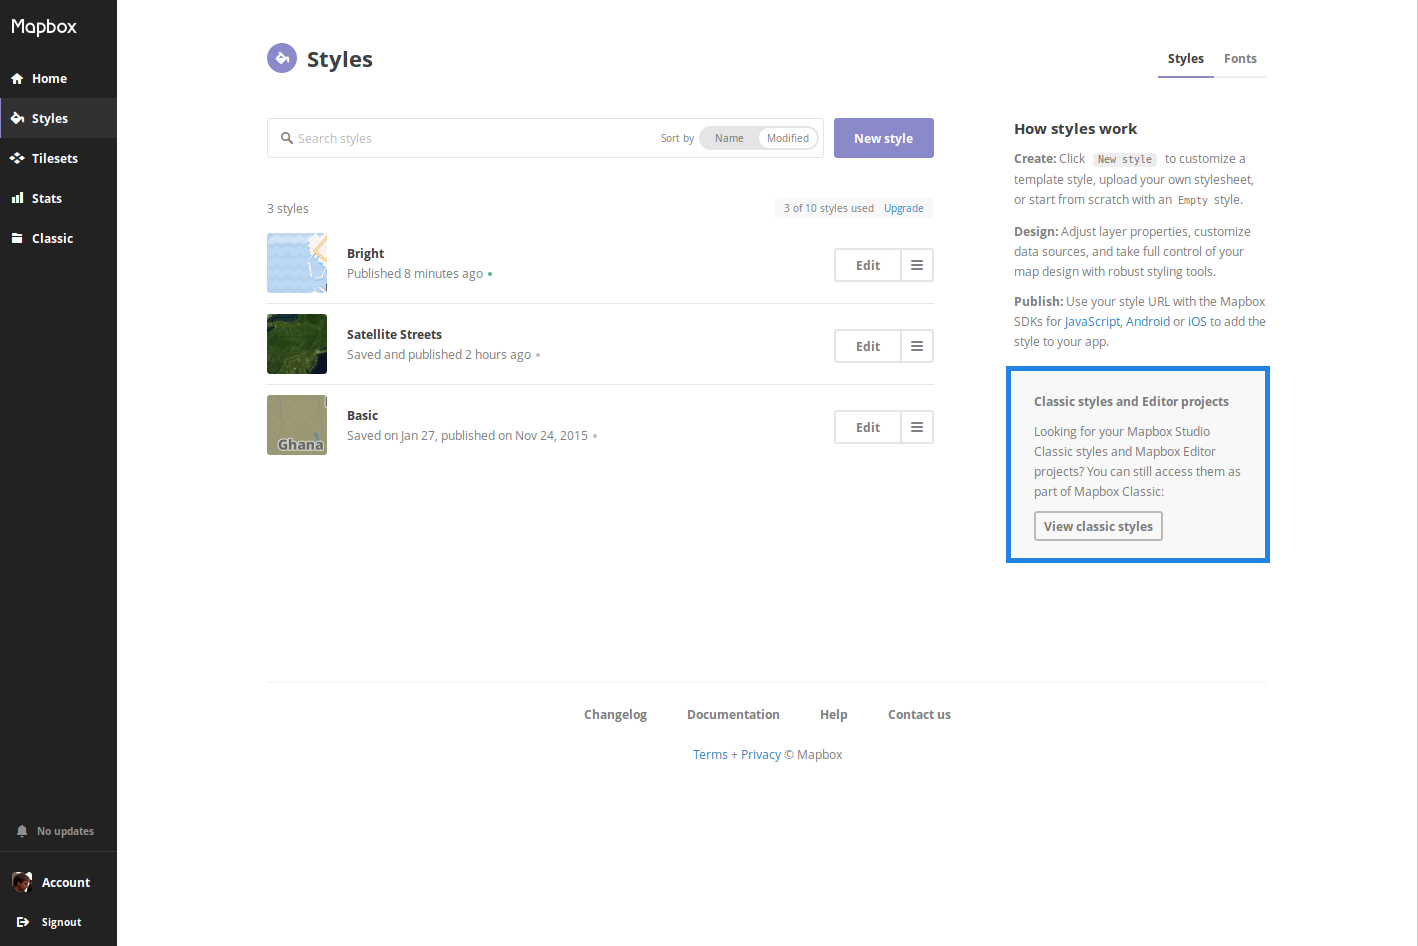 Mapbox
Home
Styles
Tilesets
Stats
Classic
No updates
Account
Signout
Styles
Styles Fonts
Search styles
Sort by Name Modified
New style
3 styles
3 of 10 styles used Upgrade
Bright
Published 8 minutes ago
Edit
Satellite Streets
Saved and published 2 hours ago
Edit
Ghana
Basic
Saved on Jan 27, published on Nov 24, 2015
Edit
How styles work
Create: Click New style to customize a
template style, upload your own stylesheet,
or start from scratch with an Empty style.
Design: Adjust layer properties, customize
data sources, and take full control of your
map design with robust styling tools.
Publish: Use your style URL with the Mapbox
SDKs for JavaScript, Android or iOS to add the
style to your app.
Classic styles and Editor projects
Looking for your Mapbox Studio
Classic styles and Mapbox Editor
projects? You can still access them as
part of Mapbox Classic:
View classic styles
Changelog Documentation Help Contact us
Terms + Privacy © Mapbox